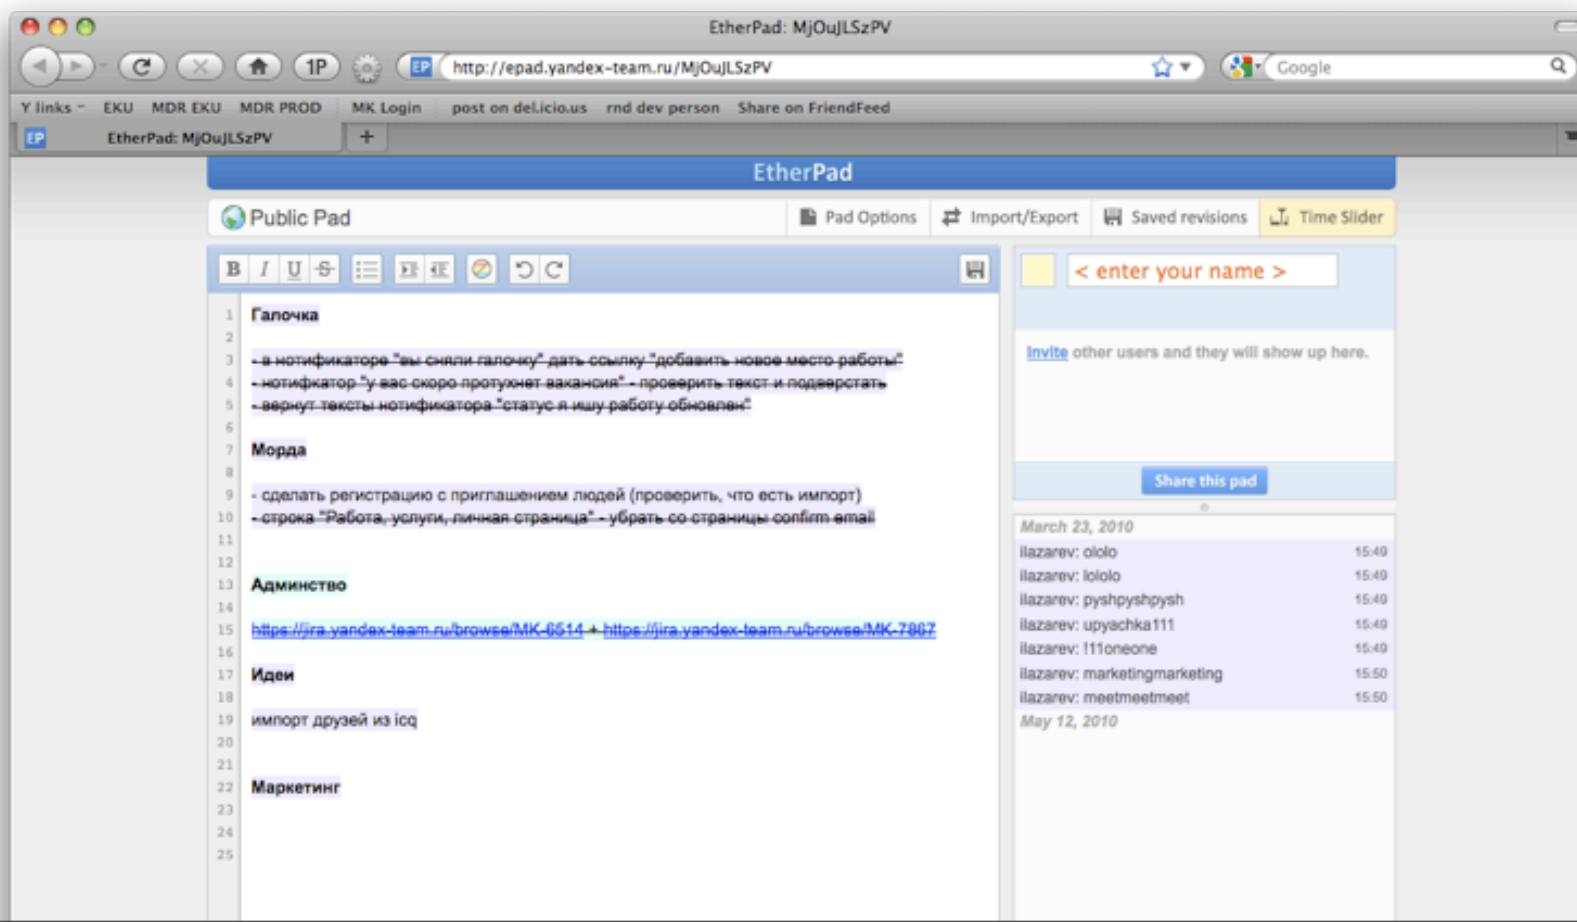 EtherPad: MjOuJLSzPV
1P
EP http://epad.yandex-team.ru/MjOuJLSzPV
Google
Y links EKU MDR EKU MDR PROD MK Login post on del.icio.us rnd dev person Share on FriendFeed
EP EtherPad: MjOuJLSzPV +
EtherPad
Public Pad
Pad Options Import/Export Saved revisions Time Slider
B I U S
1 Галочка
2
3 - в нотификаторе "вы сняли галочку" дать ссылку "добавить новое место работы"
4 - нотифкатор "у вас скоро протухнет вакансия" - проверить текст и подверстать
5 - вернут тексты нотификатора "статус я ишу работу обновлен"
6
7 Морда
8
9 - сделать регистрацию с приглашением людей (проверить, что есть импорт)
10 - строка "Работа, услуги, личная страница" - убрать со страницы confirm email
11
12
13 Админство
14
15 https://jira.yandex-team.ru/browse/MK-6514 + https://jira.yandex-team.ru/browse/MK-7867
16
17 Идеи
18
19 импорт друзей из icq
20
21
22 Маркетинг
23
24
25
< enter your name >
Invite other users and they will show up here.
Share this pad
March 23, 2010
ilazarev: ololo 15:49
ilazarev: lololo 15:49
ilazarev: pyshpyshpysh 15:49
ilazarev: upyachka111 15:49
ilazarev: !11oneone 15:49
ilazarev: marketingmarketing 15:50
ilazarev: meetmeetmeet 15:50
May 12, 2010